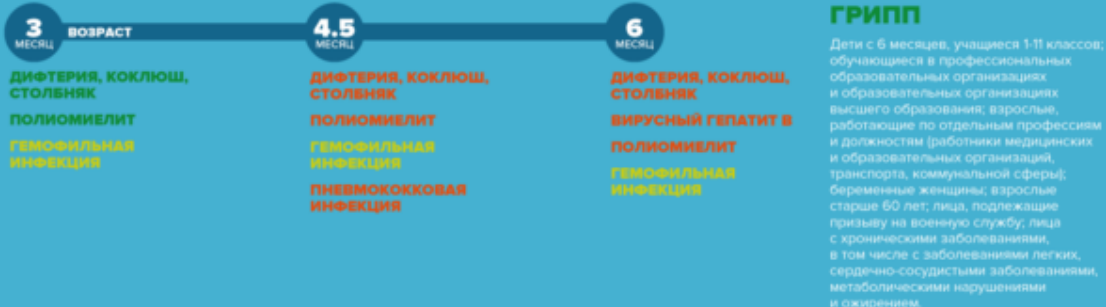 3
МЕСЯЦ
ВОЗРАСТ
4.5
МЕСЯЦ
6
МЕСЯЦ
ДИФТЕРИЯ, КОКЛЮШ,
СТОЛБНЯК
ПОЛИОМИЕЛИТ
ГЕМОФИЛЬНАЯ
ИНФЕКЦИЯ
ДИФТЕРИЯ, КОКЛЮШ,
СТОЛБНЯК
ПОЛИОМИЕЛИТ
ГЕМОФИЛЬНАЯ
ИНФЕКЦИЯ
ПНЕВМОКОККОВАЯ
ИНФЕКЦИЯ
ДИФТЕРИЯ, КОКЛЮШ,
СТОЛБНЯК
ВИРУСНЫЙ ГЕПАТИТ В
ПОЛИОМИЕЛИТ
ГЕМОФИЛЬНАЯ
ИНФЕКЦИЯ
ГРИПП
Дети с 6 месяцев, учащиеся 1-11 классов;
обучающиеся в профессиональных
образовательных организациях
и образовательных организациях
высшего образования; взрослые,
работающие по отдельным профессиям
и должностям (работники медицинских
и образовательных организаций,
транспорта, коммунальной сферы);
беременные женщины; взрослые
старше 60 лет; лица, подлежащие
призыву на военную службу; лица
с хроническими заболеваниями,
в том числе с заболеваниями легких,
сердечно-сосудистыми заболеваниями,
метаболическими нарушениями
и ожирением.